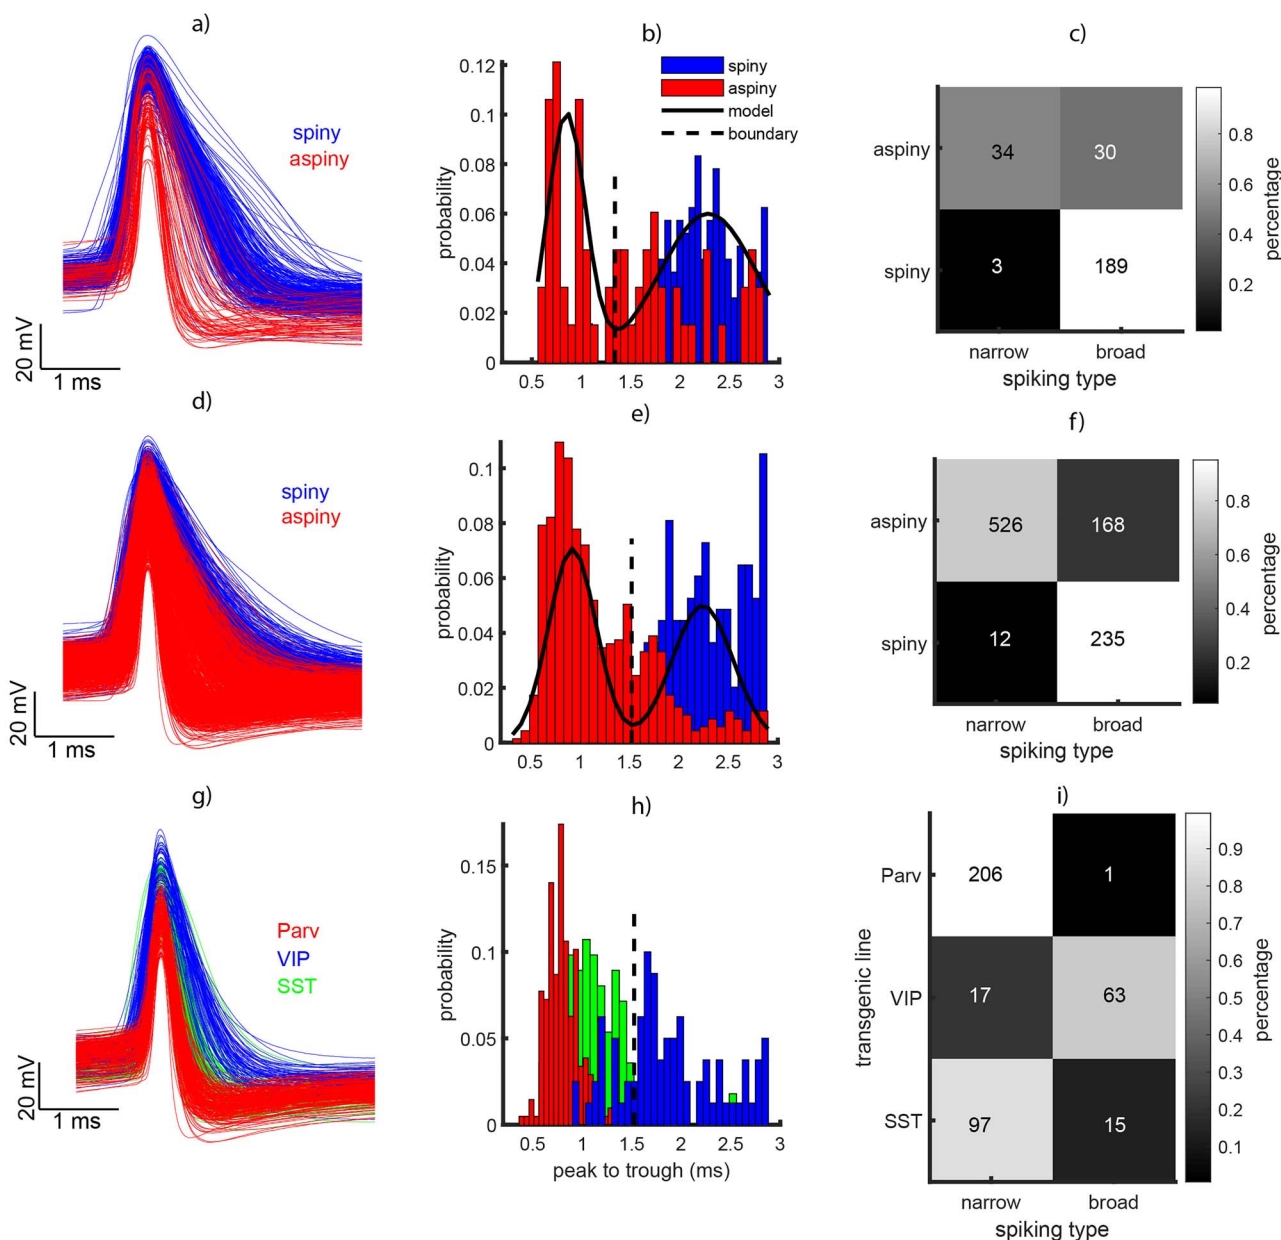 a)
spiny
aspiny
20 mV
1 ms
b)
0.12
0.1
0.08
0.06
0.04
0.02
0
probability
spiny
aspiny
model
boundary
0.5 1 1.5 2 2.5 3
c)
aspiny
spiny
34 30
3 189
narrow broad
spiking type
0.8
0.6
0.4
0.2
percentage
d)
spiny
aspiny
20 mV
1 ms
e)
0.1
0.08
0.06
0.04
0.02
0
probability
0.5 1 1.5 2 2.5 3
f)
aspiny
spiny
526 168
12 235
narrow broad
spiking type
0.8
0.6
0.4
0.2
percentage
g)
Parv
VIP
SST
20 mV
1 ms
h)
0.15
0.1
0.05
0
probability
0.5 1 1.5 2 2.5 3
peak to trough (ms)
i)
transgenic line
Parv
VIP
SST
206 1
17 63
97 15
narrow broad
spiking type
0.9
0.8
0.7
0.6
0.5
0.4
0.3
0.2
0.1
percentage